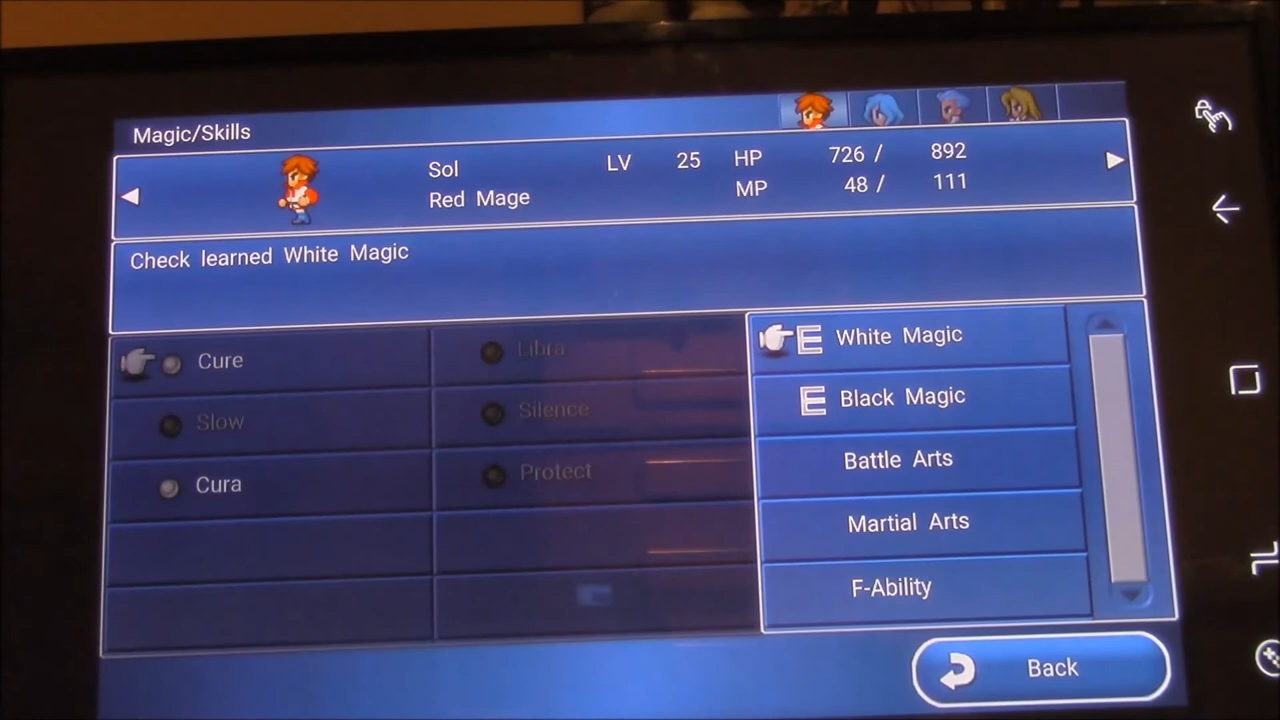 Magic/Skills
Sol LV 25 HP 726 / 892
Red Mage MP 48 / 111
Check learned White Magic
Cure Libra E White Magic
Slow Silence E Black Magic
Cura Protect Battle Arts
Martial Arts
F-Ability
Back